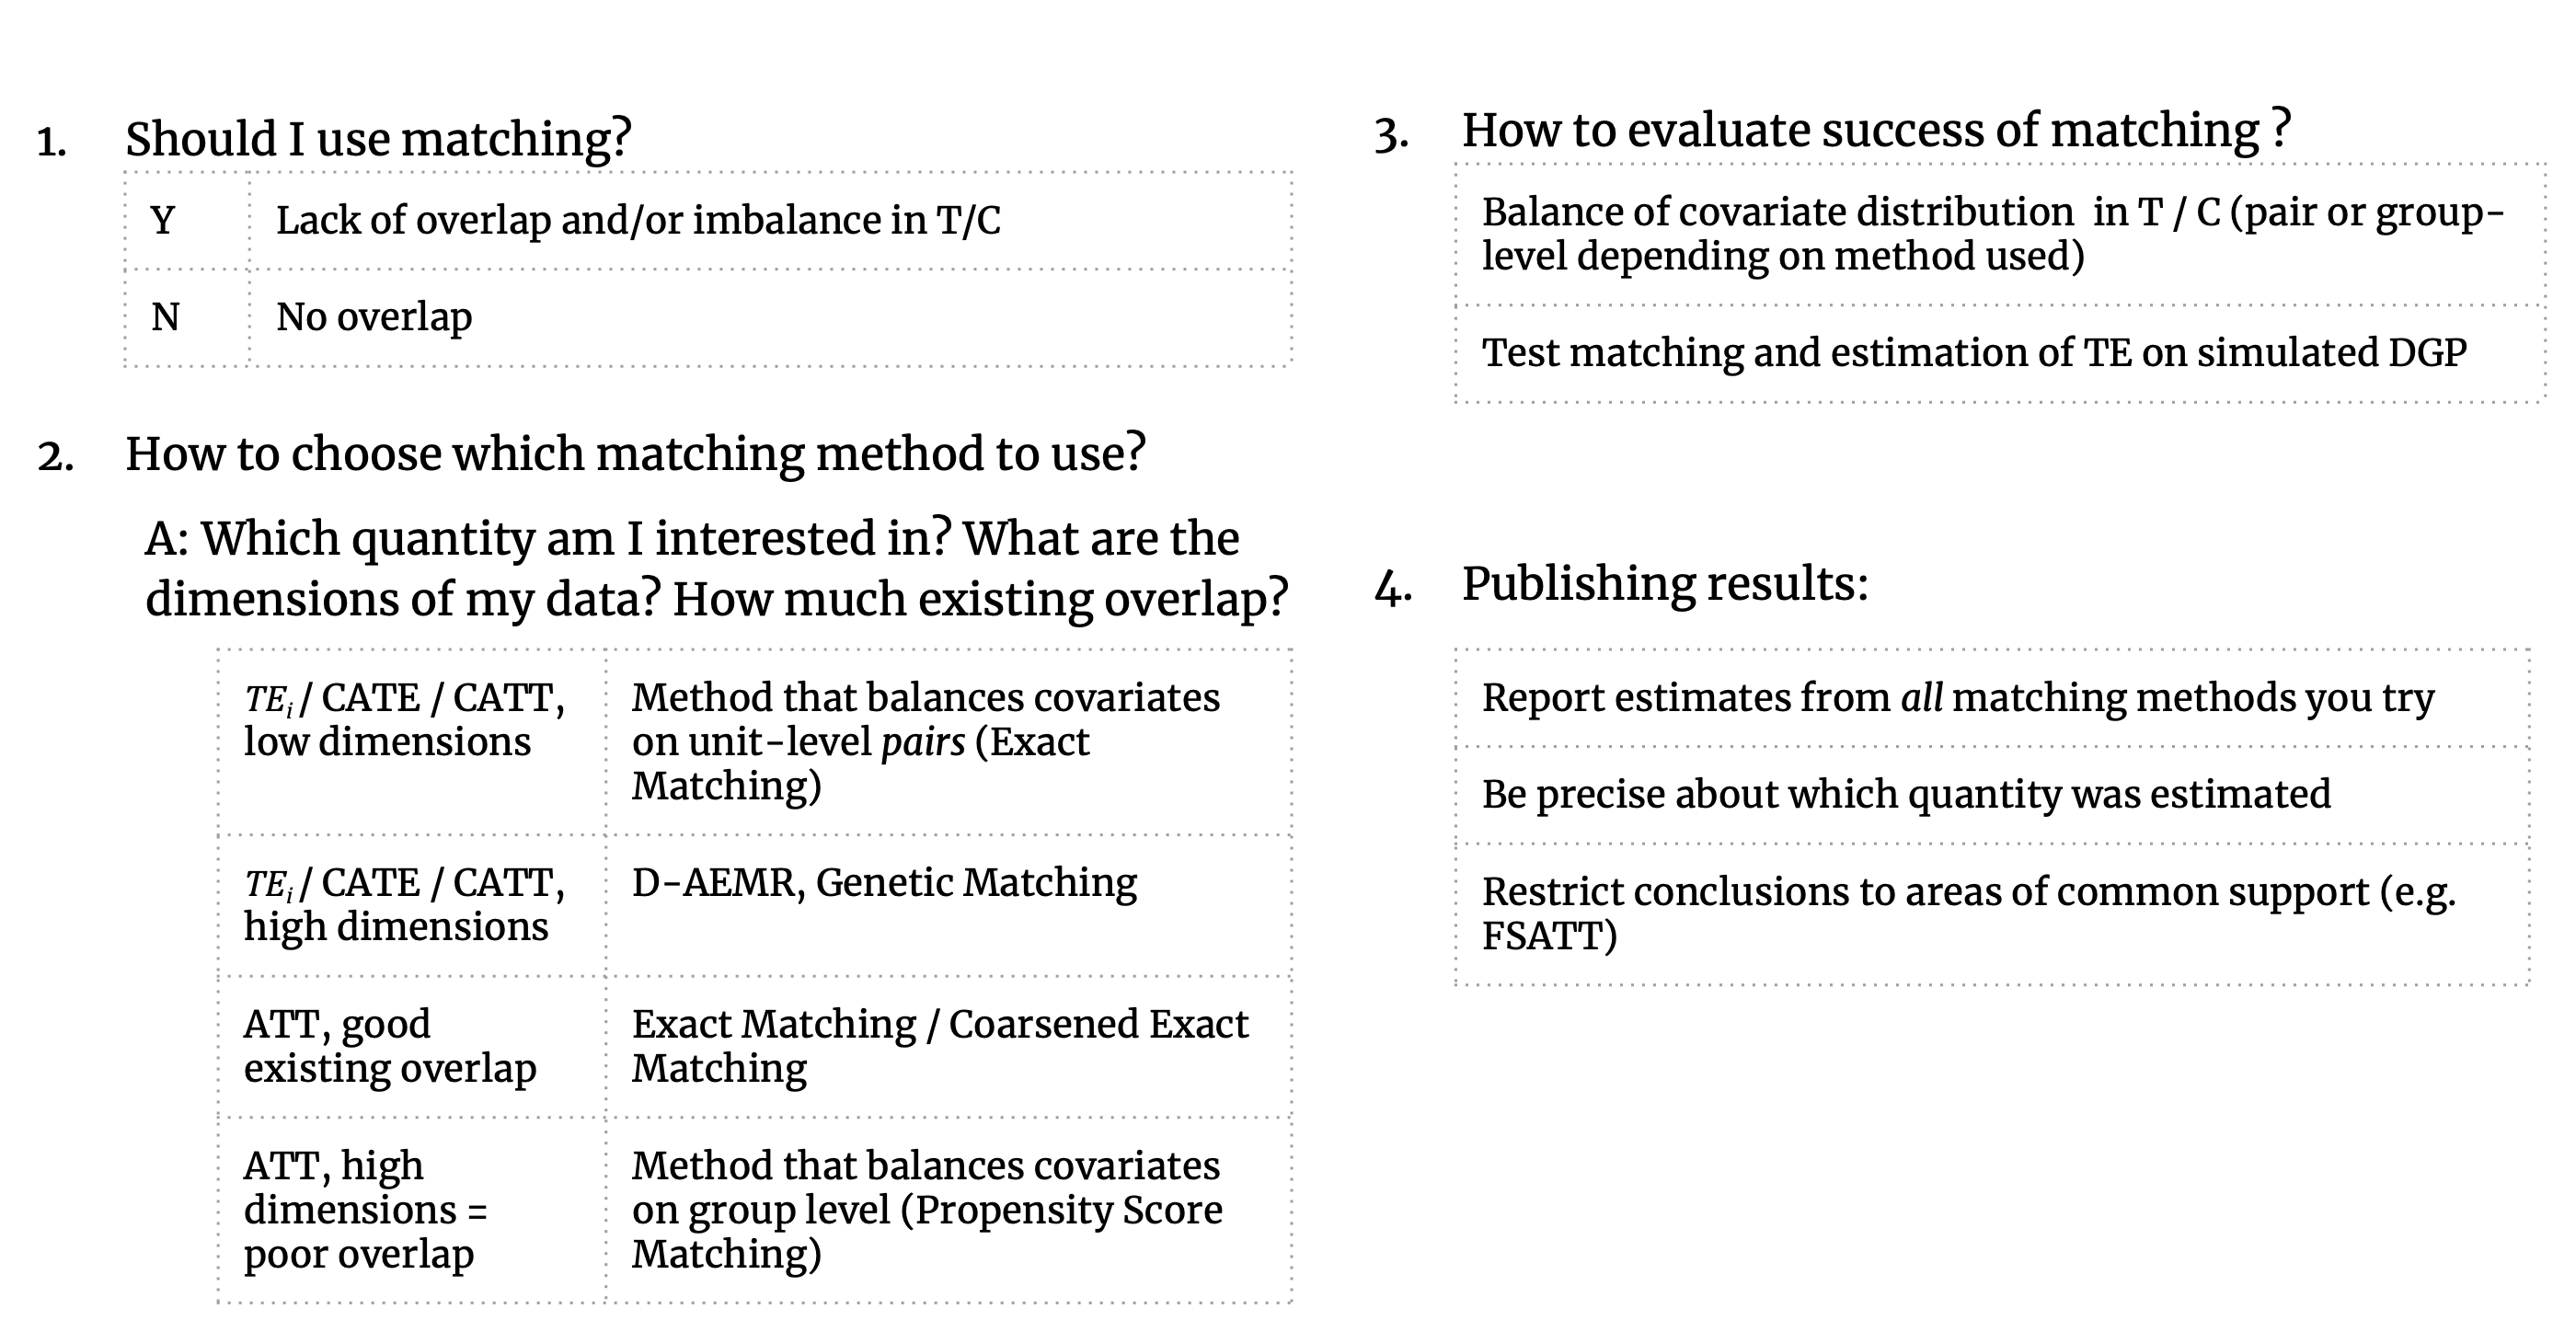 1. Should I use matching?
Y Lack of overlap and/or imbalance in T/C
N No overlap
2. How to choose which matching method to use?
A: Which quantity am I interested in? What are the
dimensions of my data? How much existing overlap?
TEᵢ / CATE / CATT,
low dimensions
Method that balances covariates
on unit-level pairs (Exact
Matching)
TEᵢ / CATE / CATT,
high dimensions
D-AEMR, Genetic Matching
ATT, good
existing overlap
Exact Matching / Coarsened Exact
Matching
ATT, high
dimensions =
poor overlap
Method that balances covariates
on group level (Propensity Score
Matching)
3. How to evaluate success of matching ?
Balance of covariate distribution in T / C (pair or group-
level depending on method used)
Test matching and estimation of TE on simulated DGP
4. Publishing results:
Report estimates from all matching methods you try
Be precise about which quantity was estimated
Restrict conclusions to areas of common support (e.g.
FSATT)